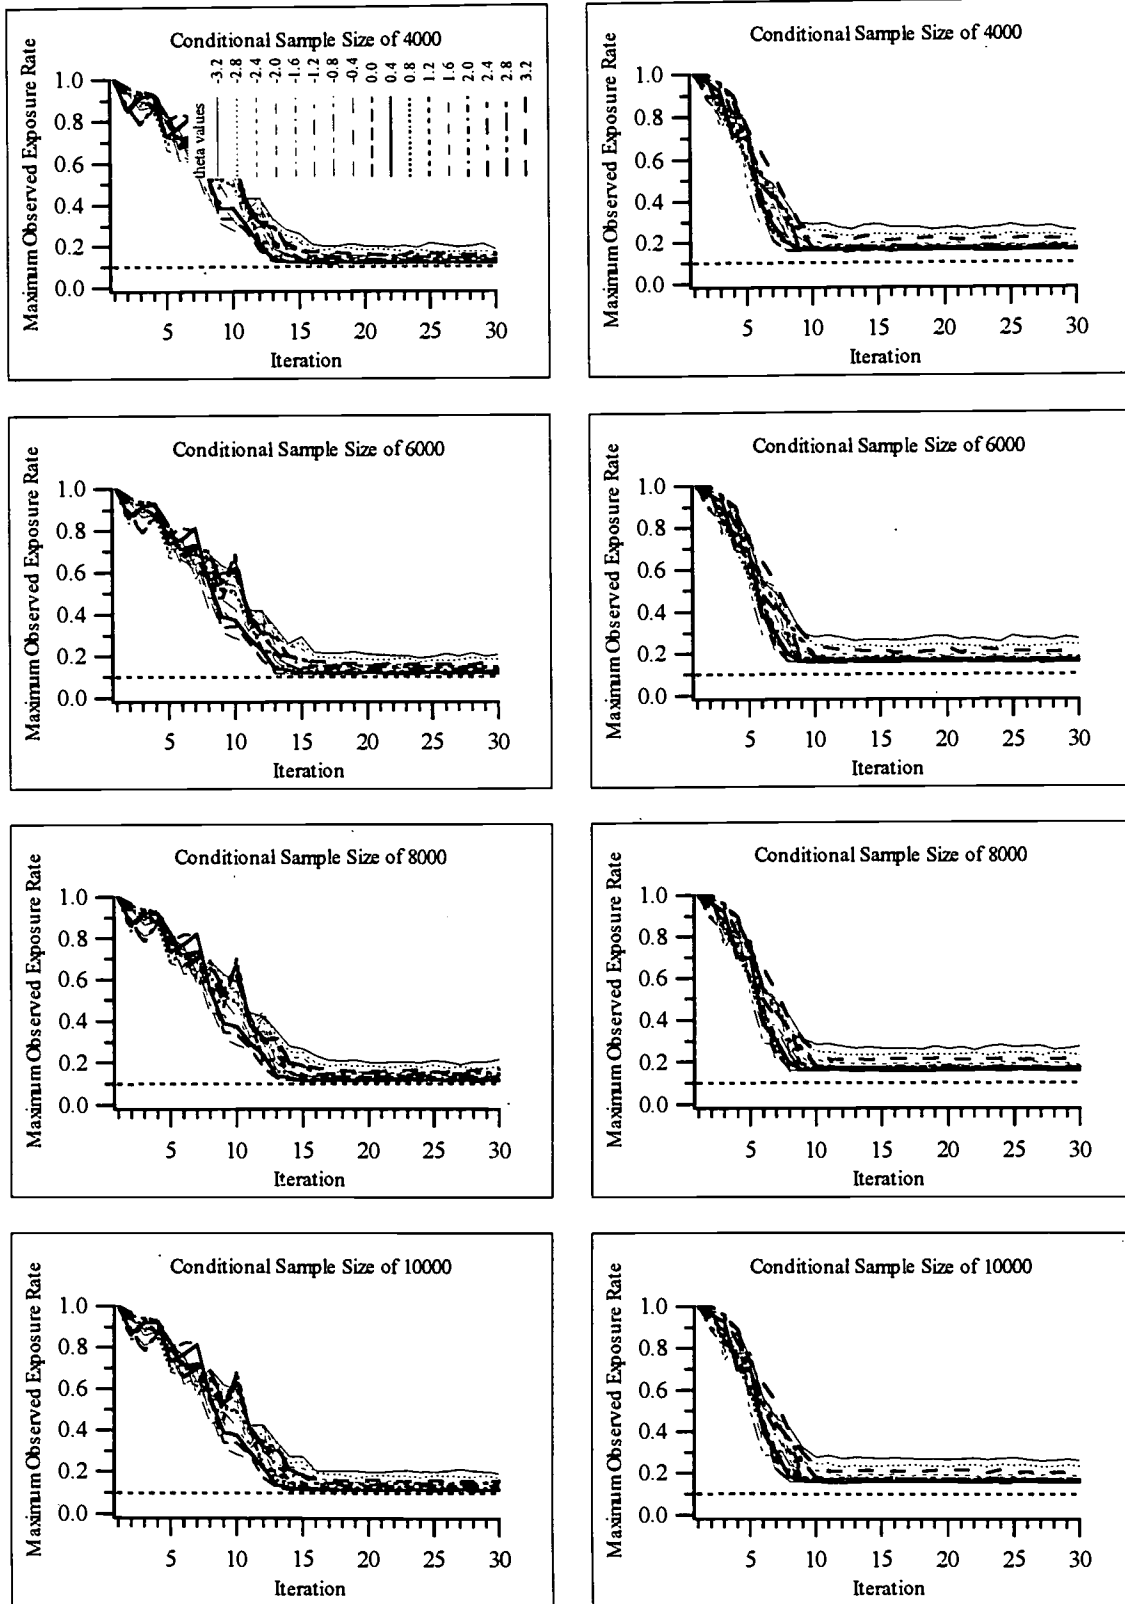 Conditional Sample Size of 4000
Maximum Observed Exposure Rate
1.0
0.8
0.6
0.4
0.2
0.0
theta values
-3.2
-2.8
-2.4
-2.0
-1.6
-1.2
-0.8
-0.4
0.0
0.4
0.8
1.2
1.6
2.0
2.4
2.8
3.2
5 10 15 20 25 30
Iteration
Conditional Sample Size of 4000
Maximum Observed Exposure Rate
1.0
0.8
0.6
0.4
0.2
0.0
5 10 15 20 25 30
Iteration
Conditional Sample Size of 6000
Maximum Observed Exposure Rate
1.0
0.8
0.6
0.4
0.2
0.0
5 10 15 20 25 30
Iteration
Conditional Sample Size of 6000
Maximum Observed Exposure Rate
1.0
0.8
0.6
0.4
0.2
0.0
5 10 15 20 25 30
Iteration
Conditional Sample Size of 8000
Maximum Observed Exposure Rate
1.0
0.8
0.6
0.4
0.2
0.0
5 10 15 20 25 30
Iteration
Conditional Sample Size of 8000
Maximum Observed Exposure Rate
1.0
0.8
0.6
0.4
0.2
0.0
5 10 15 20 25 30
Iteration
Conditional Sample Size of 10000
Maximum Observed Exposure Rate
1.0
0.8
0.6
0.4
0.2
0.0
5 10 15 20 25 30
Iteration
Conditional Sample Size of 10000
Maximum Observed Exposure Rate
1.0
0.8
0.6
0.4
0.2
0.0
5 10 15 20 25 30
Iteration